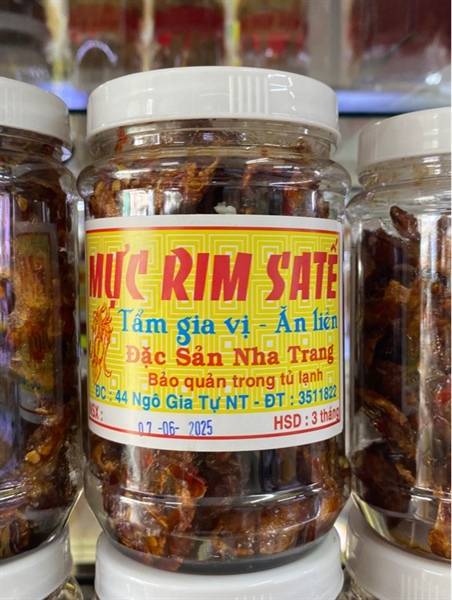 MỰC RIM SATẾ
Tẩm gia vị - Ăn liền
Đặc Sản Nha Trang
Bảo quản trong tủ lạnh
ĐC : 44 Ngô Gia Tự NT - ĐT : 3511822
NSX : 07-06-2025 HSD : 3 tháng